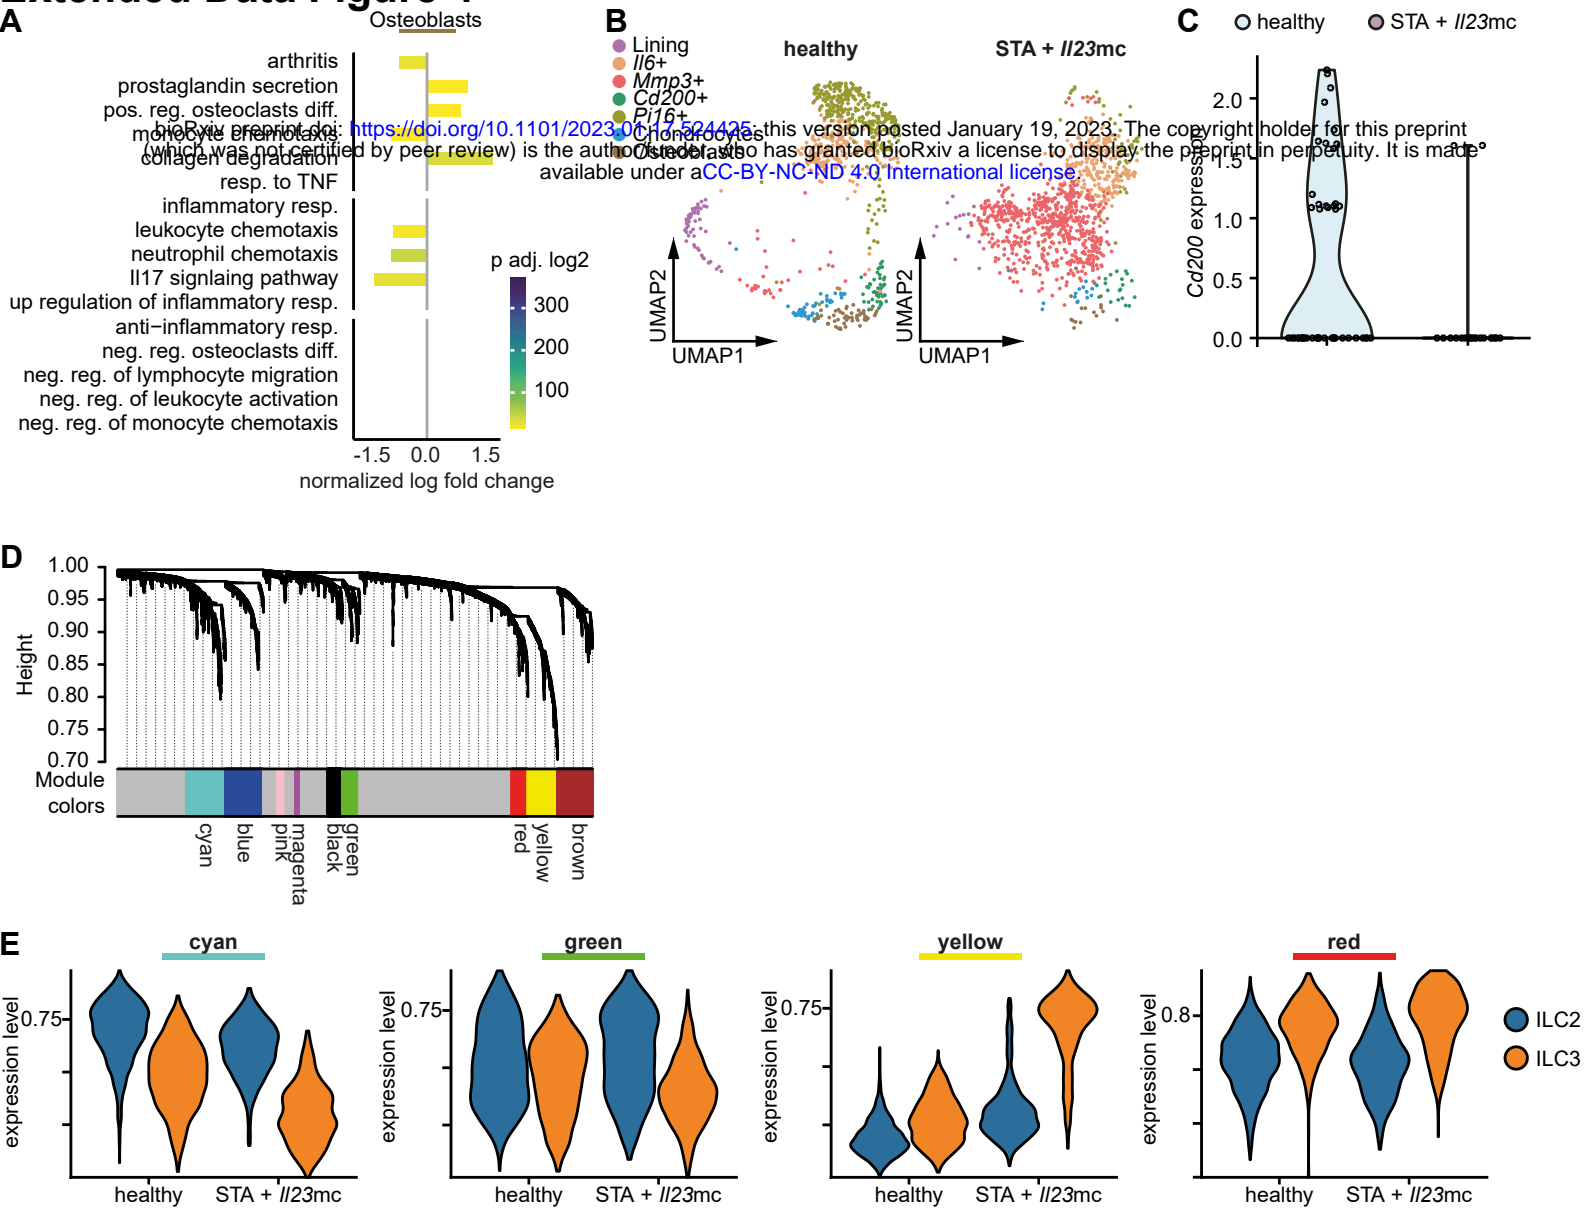 Extended Data Figure 4
A
Osteoblasts
arthritis
prostaglandin secretion
pos. reg. osteoclasts diff.
monocyte chemotaxis
collagen degradation
resp. to TNF
inflammatory resp.
leukocyte chemotaxis
neutrophil chemotaxis
Il17 signlaing pathway
up regulation of inflammatory resp.
anti−inflammatory resp.
neg. reg. osteoclasts diff.
neg. reg. of lymphocyte migration
neg. reg. of leukocyte activation
neg. reg. of monocyte chemotaxis
-1.5 0.0 1.5
normalized log fold change
p adj. log2
300
200
100
bioRxiv preprint doi: https://doi.org/10.1101/2023.01.17.524425; this version posted January 19, 2023. The copyright holder for this preprint
(which was not certified by peer review) is the author/funder, who has granted bioRxiv a license to display the preprint in perpetuity. It is made
available under aCC-BY-NC-ND 4.0 International license.
B
Lining
Il6+
Mmp3+
Cd200+
Pi16+
Chondrocytes
Osteoblasts
healthy
STA + Il23mc
UMAP2
UMAP1
UMAP2
UMAP1
C
healthy
STA + Il23mc
Cd200 expression
2.0
1.5
1.0
0.5
0.0
D
Height
1.00
0.95
0.90
0.85
0.80
0.75
0.70
Module
colors
cyan
blue
pink
magenta
black
green
red
yellow
brown
E
cyan
expression level
0.75
healthy STA + Il23mc
green
expression level
0.75
healthy STA + Il23mc
yellow
expression level
0.75
healthy STA + Il23mc
red
expression level
0.8
healthy STA + Il23mc
ILC2
ILC3